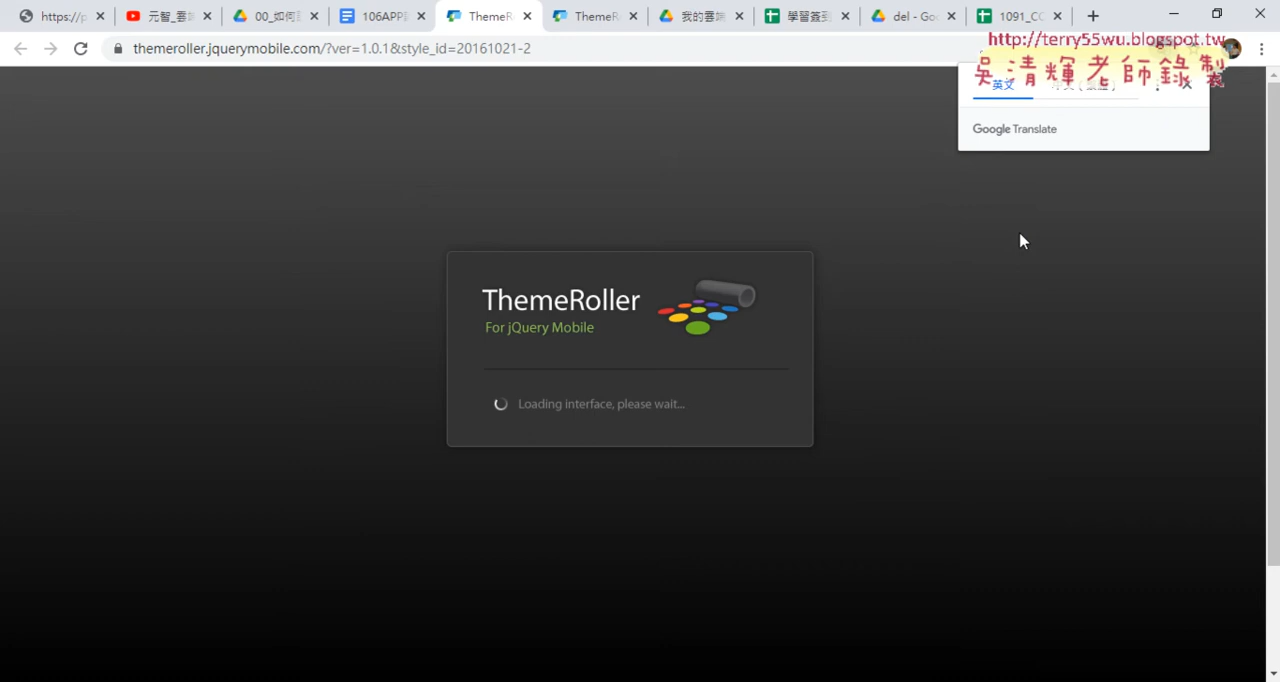 https://p
元智_雲
00_如何
106APP
ThemeR
ThemeR
我的雲端
學習簽到
del - Goo
1091_CC
themeroller.jquerymobile.com/?ver=1.0.1&style_id=20161021-2
http://terry55wu.blogspot.tw
吳清輝老師錄製
英文
Google Translate
ThemeRoller
For jQuery Mobile
Loading interface, please wait...